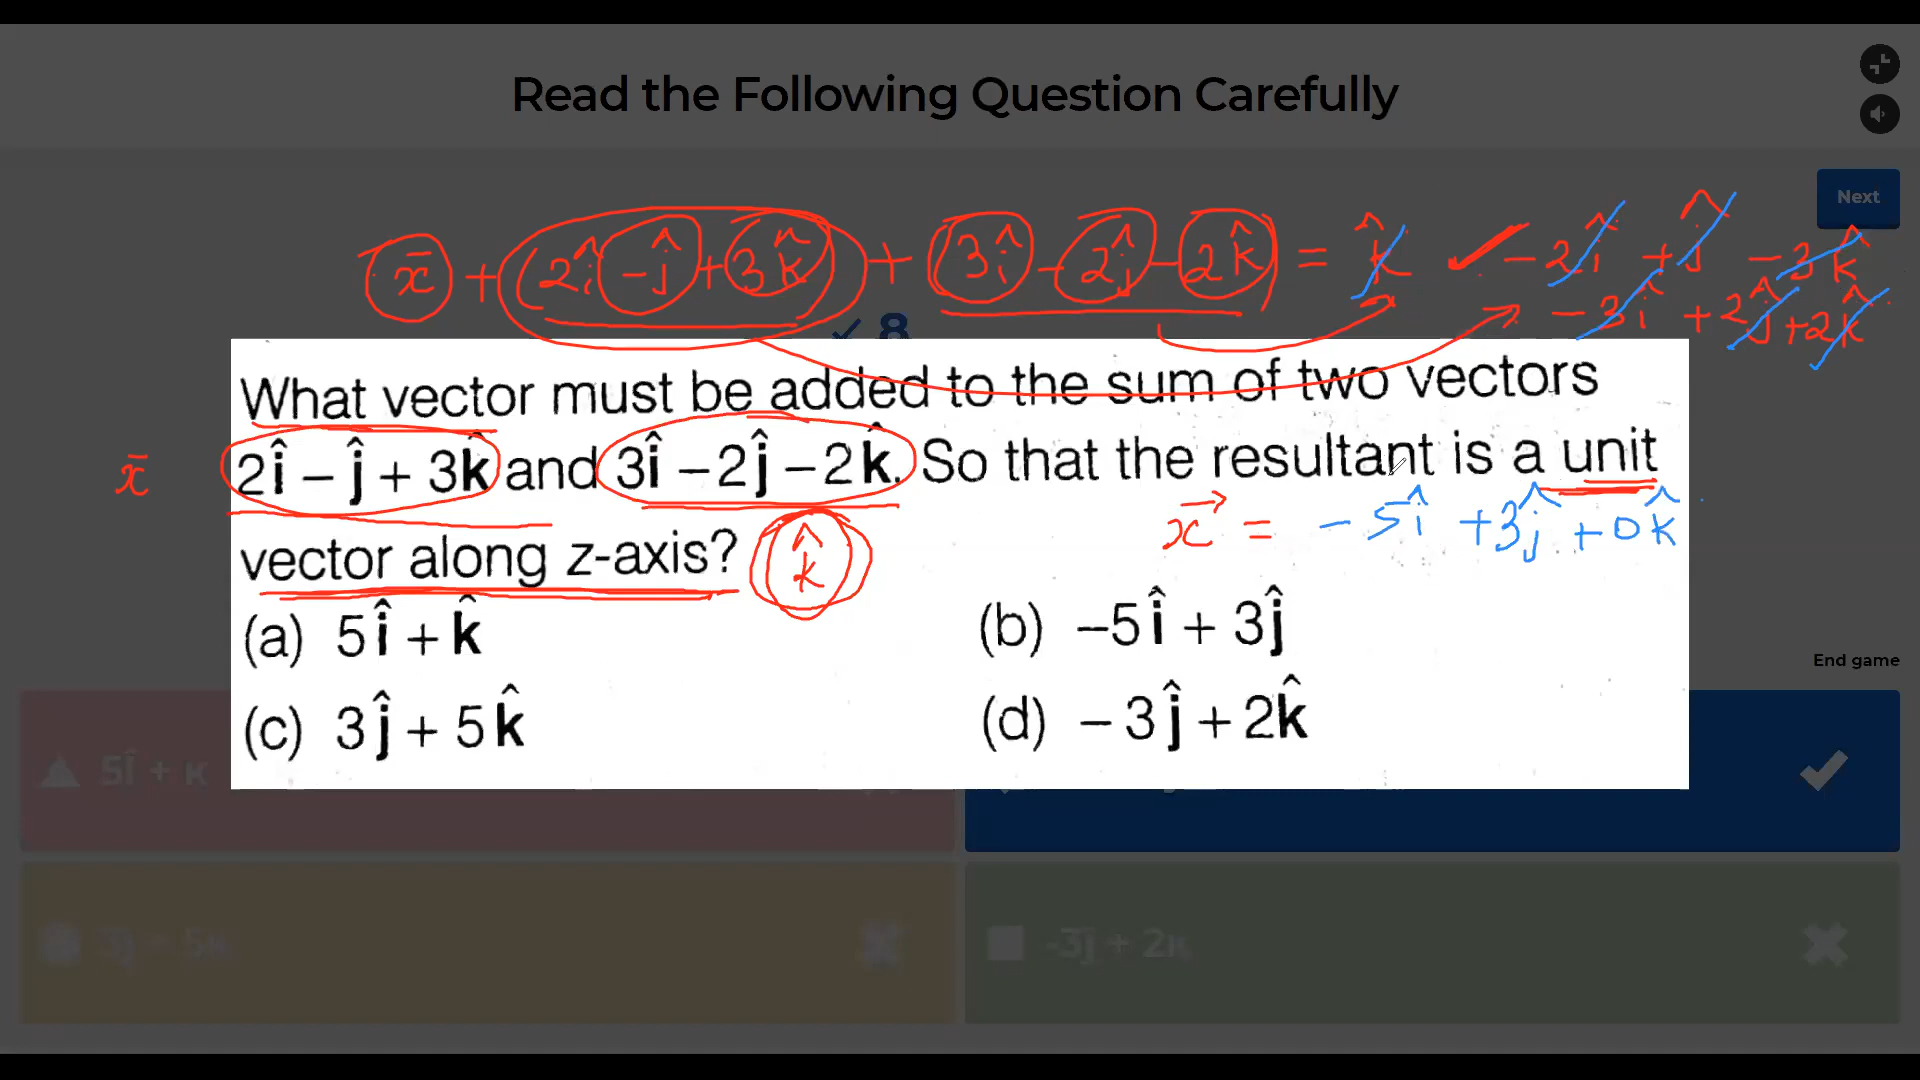 Read the Following Question Carefully
Next
x̄ + (2î - ĵ + 3k̂) + (3î - 2ĵ - 2k̂) = k̂ - 2î + ĵ - 3k̂
- 3î + 2ĵ + 2k̂
8
What vector must be added to the sum of two vectors
x̄ 2î – ĵ + 3k̂ and 3î – 2ĵ – 2k̂. So that the resultant is a unit
x⃗ = - 5î + 3ĵ + 0k̂
vector along z-axis? k̂
(a) 5î + k̂ (b) –5î + 3ĵ
(c) 3ĵ + 5k̂ (d) – 3ĵ + 2k̂
End game
5î + κ
-3ĵ + 2κ